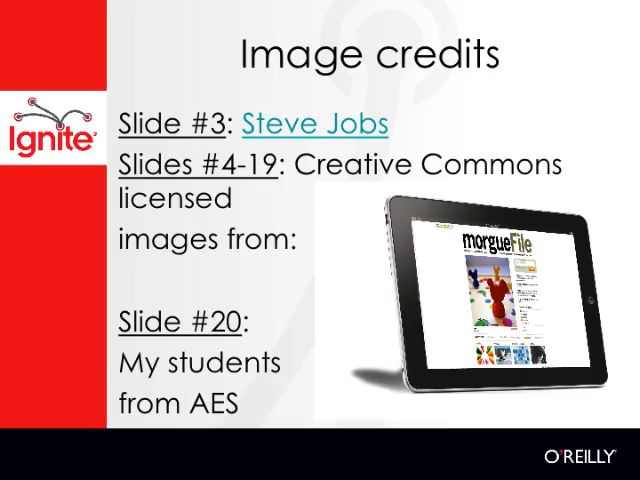 Image credits
Ignite
Slide #3: Steve Jobs
Slides #4-19: Creative Commons
licensed
images from:
morgueFile
Slide #20:
My students
from AES
O'REILLY